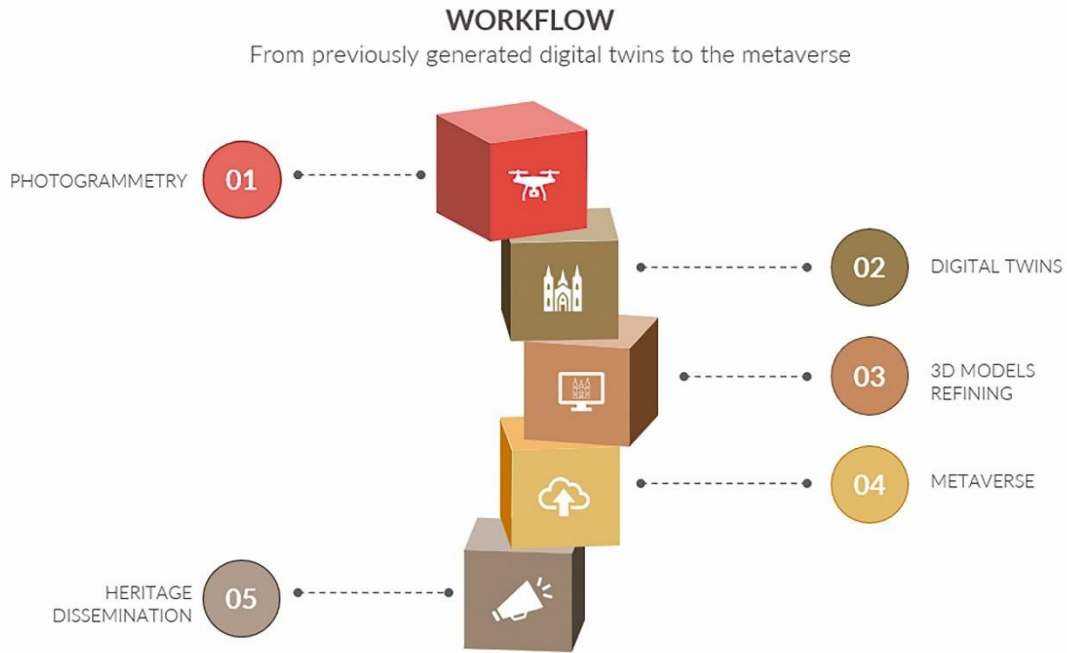 WORKFLOW
From previously generated digital twins to the metaverse
PHOTOGRAMMETRY
01
02
DIGITAL TWINS
03
3D MODELS
REFINING
04
METAVERSE
HERITAGE
DISSEMINATION
05